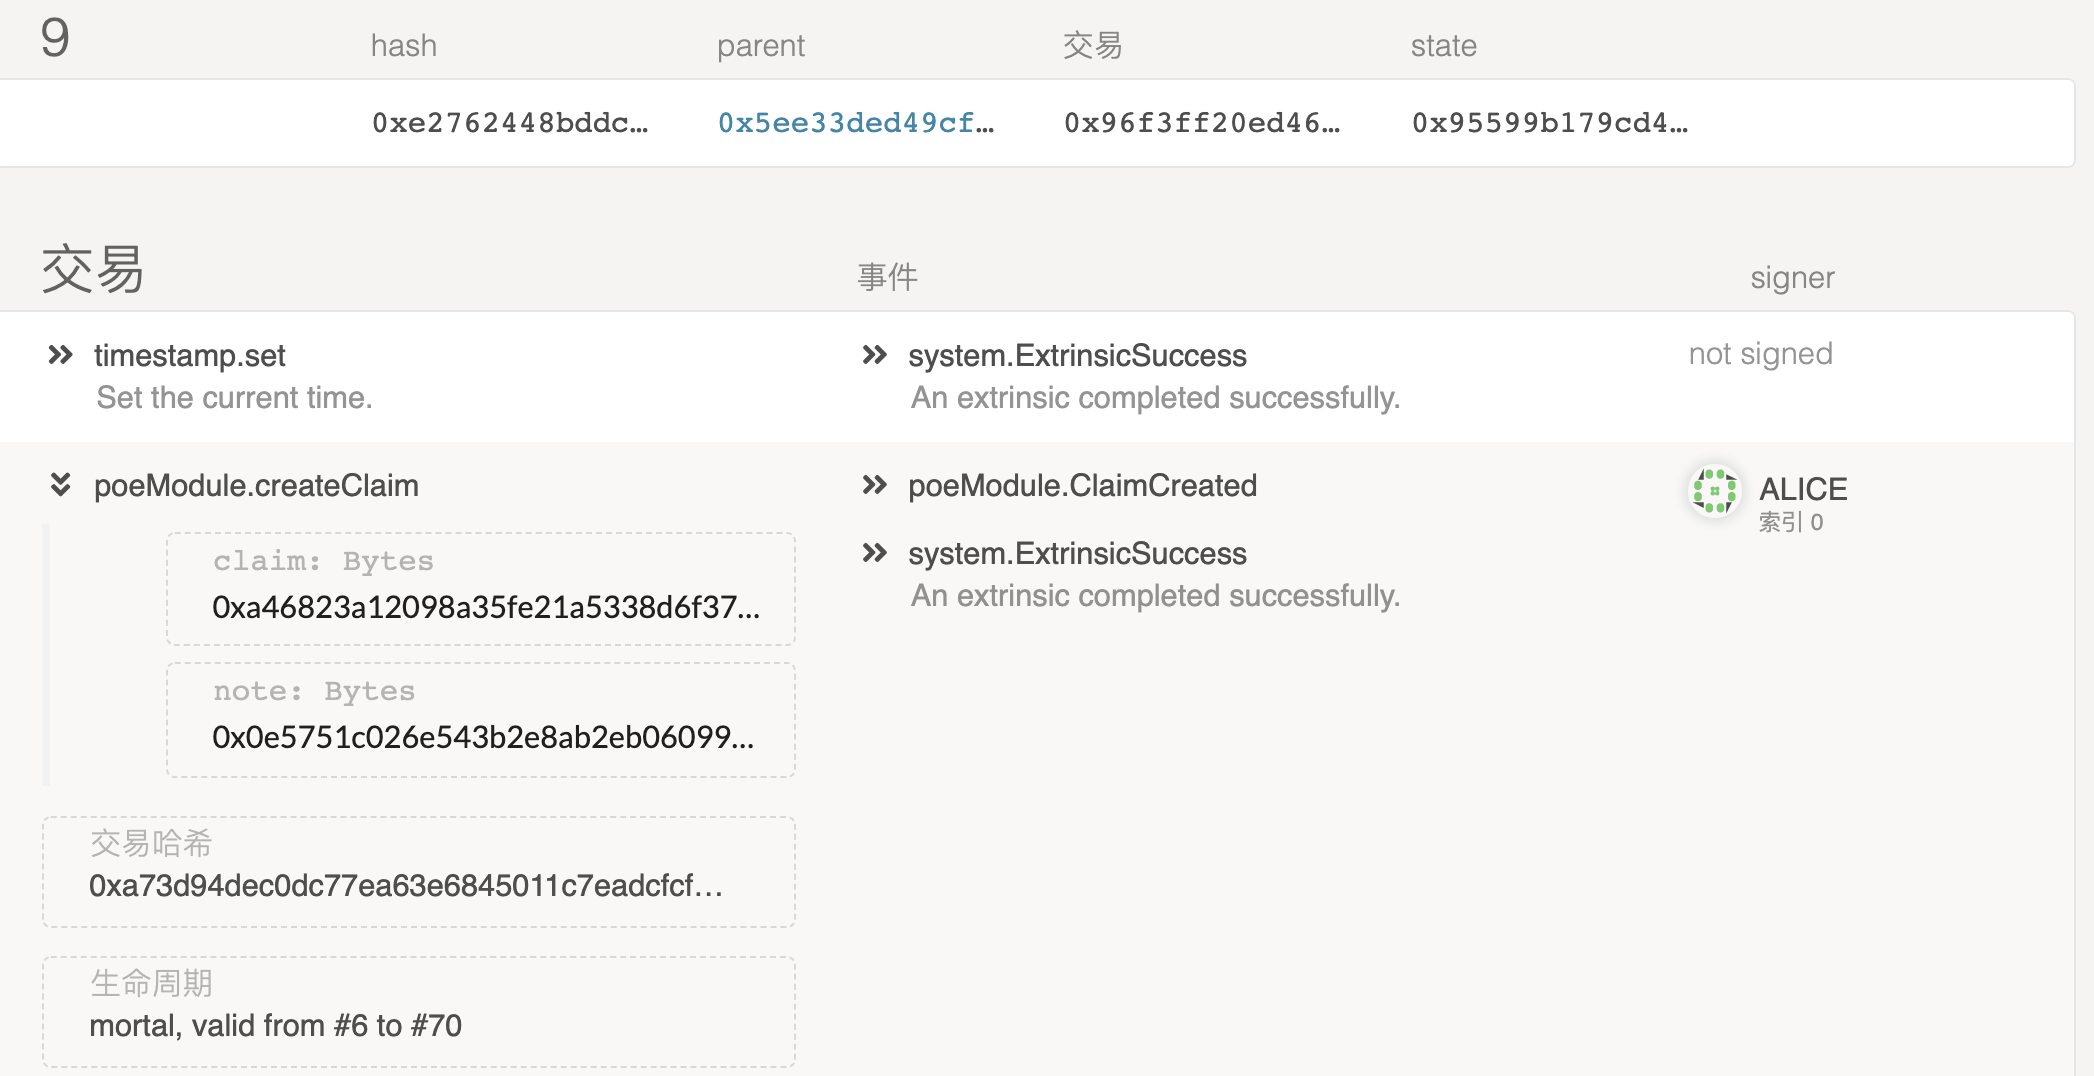 9 hash parent 交易 state
0xe2762448bddc… 0x5ee33ded49cf… 0x96f3ff20ed46… 0x95599b179cd4…
交易 事件 signer
timestamp.set system.ExtrinsicSuccess not signed
Set the current time. An extrinsic completed successfully.
poeModule.createClaim poeModule.ClaimCreated ALICE
索引 0
claim: Bytes system.ExtrinsicSuccess
0xa46823a12098a35fe21a5338d6f37... An extrinsic completed successfully.
note: Bytes
0x0e5751c026e543b2e8ab2eb06099...
交易哈希
0xa73d94dec0dc77ea63e6845011c7eadcfcf…
生命周期
mortal, valid from #6 to #70